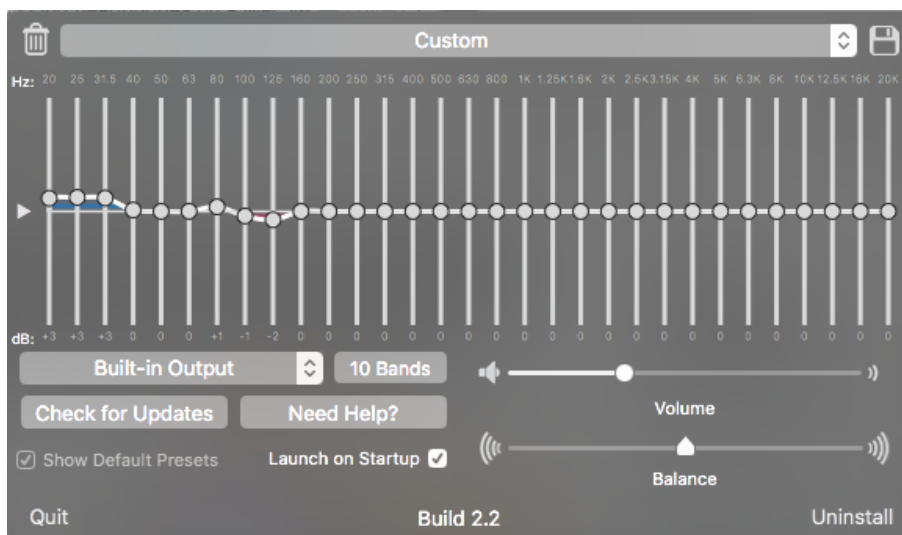 Custom
Hz: 20 25 31.5 40 50 63 80 100 125 160 200 250 315 400 500 630 800 1K 1.25K 1.6K 2K 2.5K 3.15K 4K 5K 6.3K 8K 10K 12.5K 16K 20K
dB: +3 +3 +3 0 0 0 +1 -1 -2 0 0 0 0 0 0 0 0 0 0 0 0 0 0 0 0 0 0 0 0 0 0
Built-in Output 10 Bands
Volume
Check for Updates Need Help?
Show Default Presets Launch on Startup
Balance
Quit Build 2.2 Uninstall